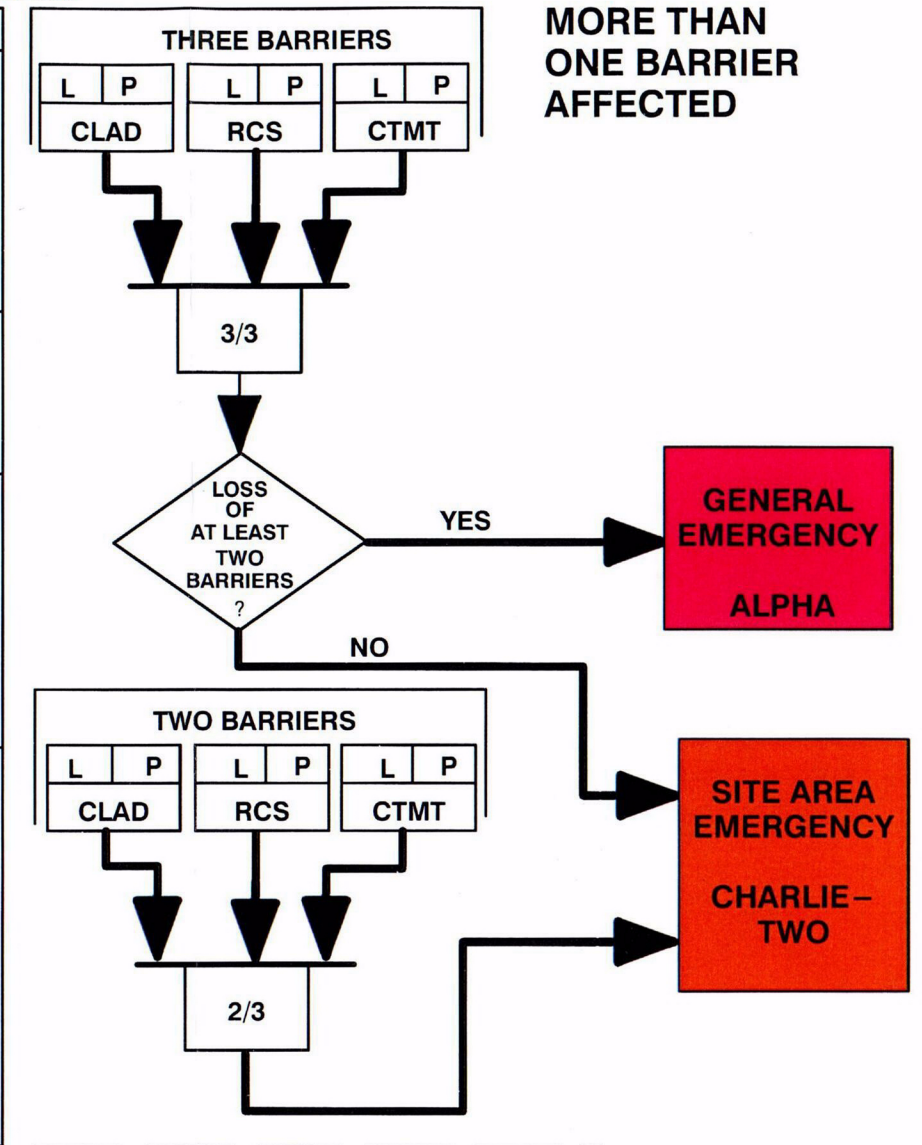 MORE THAN
ONE BARRIER
AFFECTED
THREE BARRIERS
L P L P L P
CLAD RCS CTMT
3/3
LOSS
OF
AT LEAST
TWO
BARRIERS
?
YES
GENERAL
EMERGENCY
ALPHA
NO
TWO BARRIERS
L P L P L P
CLAD RCS CTMT
2/3
SITE AREA
EMERGENCY
CHARLIE–
TWO